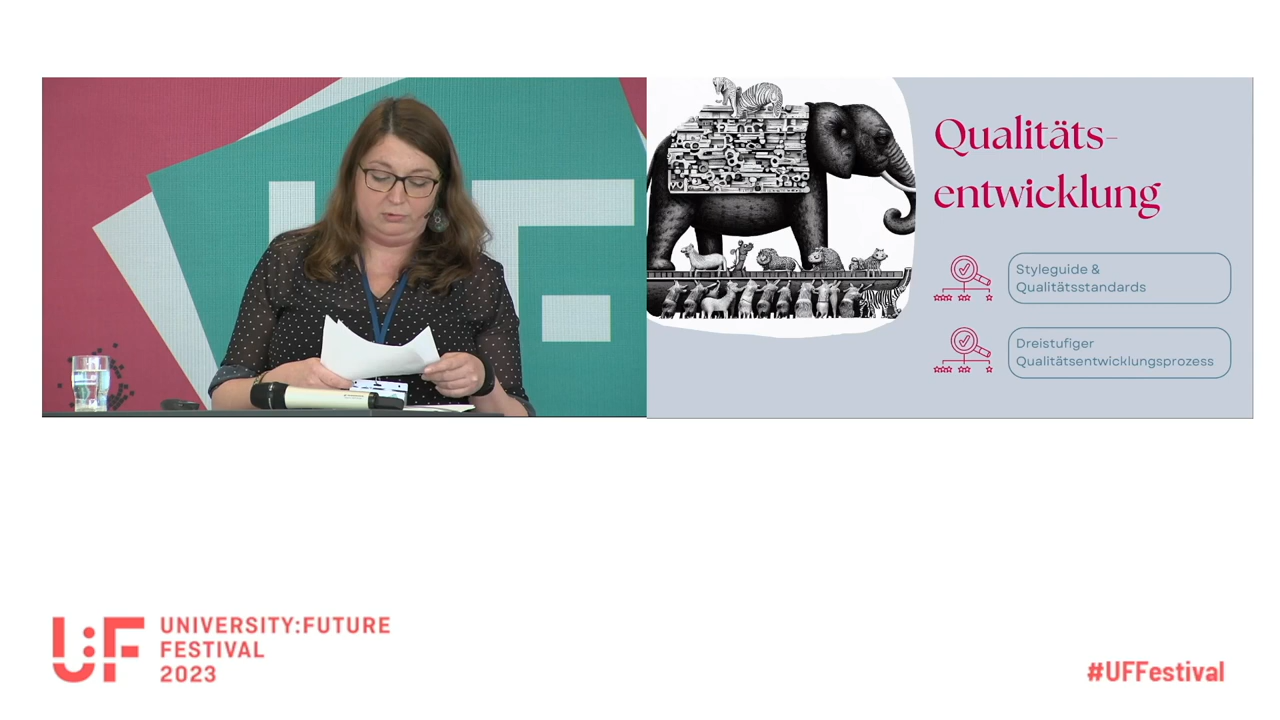 Qualitäts-
entwicklung
Styleguide &
Qualitätsstandards
Dreistufiger
Qualitätsentwicklungsprozess
U:F
UNIVERSITY:FUTURE
FESTIVAL
2023
#UFFestival